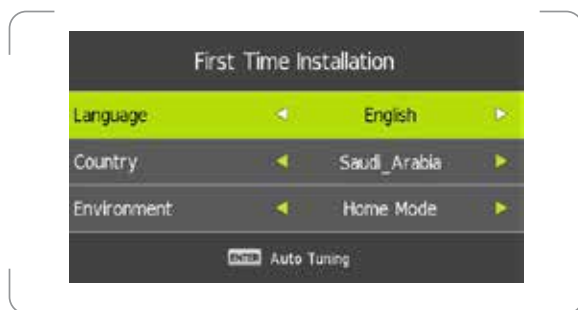 First Time Installation
Language English
Country Saudi_Arabia
Environment Home Mode
ENTER Auto Tuning